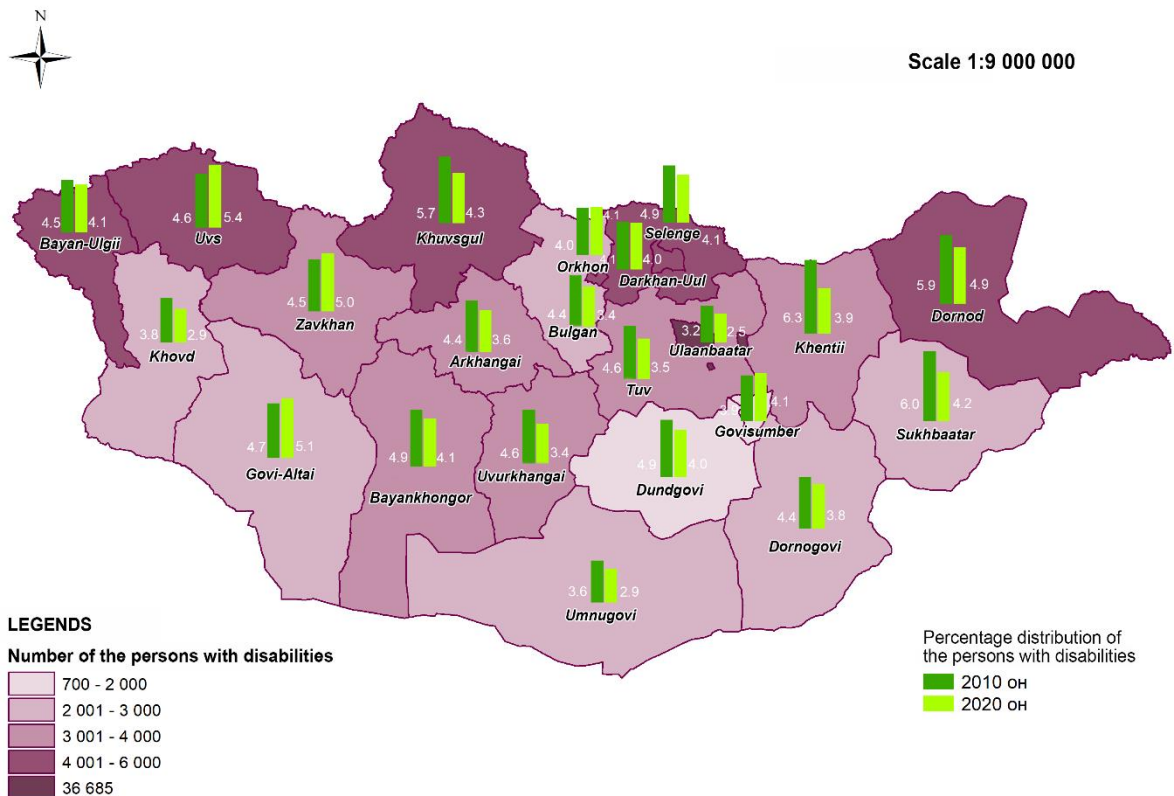 N
Scale 1:9 000 000
4.5 4.1
Bayan-Ulgii
4.6 5.4
Uvs
5.7 4.3
Khuvsgul
4.0 4.1
Orkhon
4.9 4.1
Selenge
4.0
Darkhan-Uul
5.9 4.9
Dornod
3.8 2.9
Khovd
4.5 5.0
Zavkhan
4.4 3.6
Arkhangai
4.4 3.4
Bulgan
4.6 3.5
Tuv
3.2 2.5
Ulaanbaatar
6.3 3.9
Khentii
4.1
Govisumber
6.0 4.2
Sukhbaatar
4.7 5.1
Govi-Altai
4.9 4.1
Bayankhongor
4.6 3.4
Uvurkhangai
4.9 4.0
Dundgovi
4.4 3.8
Dornogovi
3.6 2.9
Umnugovi
LEGENDS
Number of the persons with disabilities
700 - 2 000
2 001 - 3 000
3 001 - 4 000
4 001 - 6 000
36 685
Percentage distribution of
the persons with disabilities
2010 он
2020 он